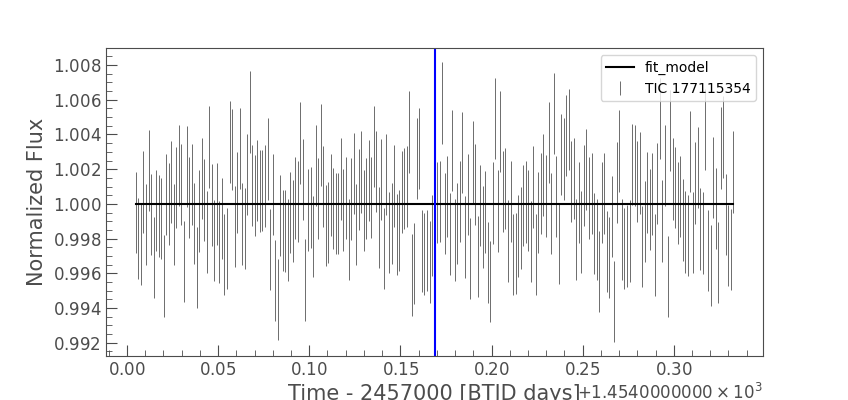 fit_model
TIC 177115354
Normalized Flux
1.008
1.006
1.004
1.002
1.000
0.998
0.996
0.994
0.992
0.00 0.05 0.10 0.15 0.20 0.25 0.30
Time - 2457000 [BTJD days]
+1.4540000000 × 10³